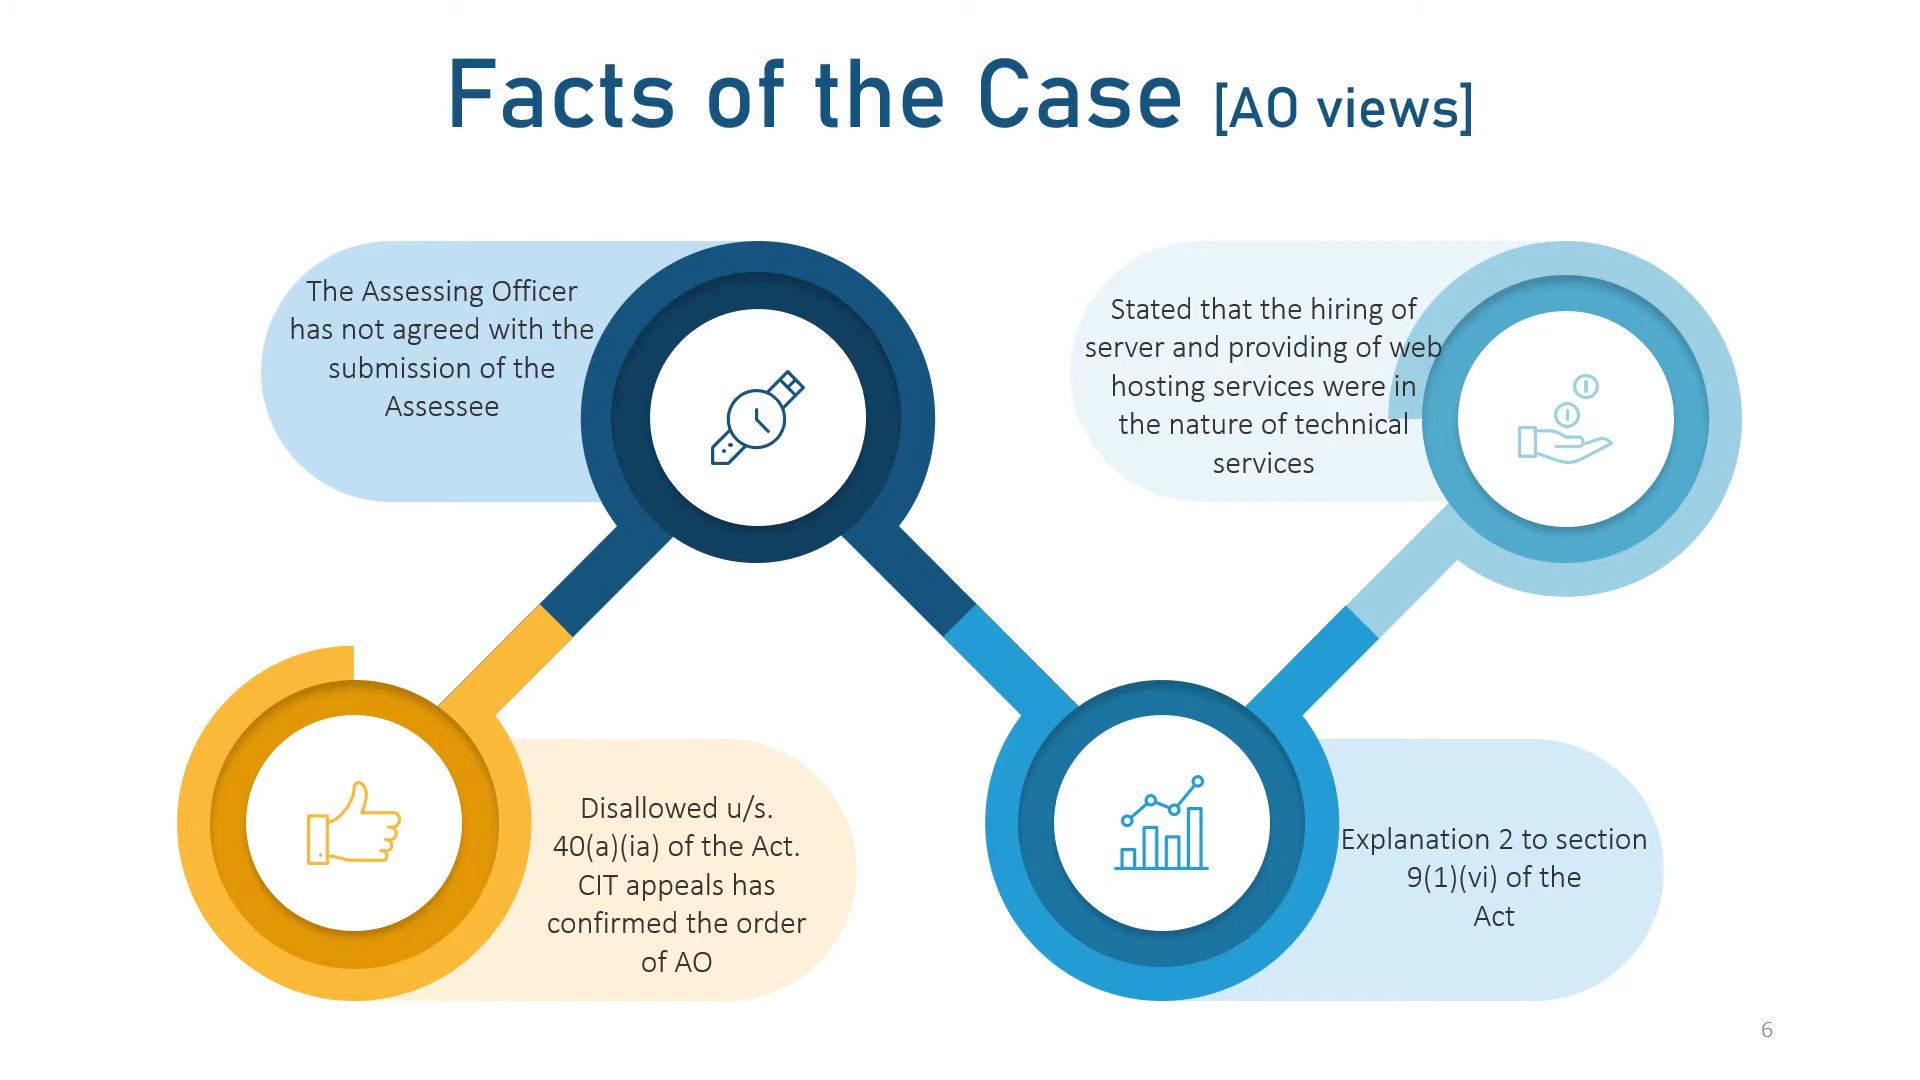 Facts of the Case [AO views]
The Assessing Officer
has not agreed with the
submission of the
Assessee
Stated that the hiring of
server and providing of web
hosting services were in
the nature of technical
services
Disallowed u/s.
40(a)(ia) of the Act.
CIT appeals has
confirmed the order
of AO
Explanation 2 to section
9(1)(vi) of the
Act
6